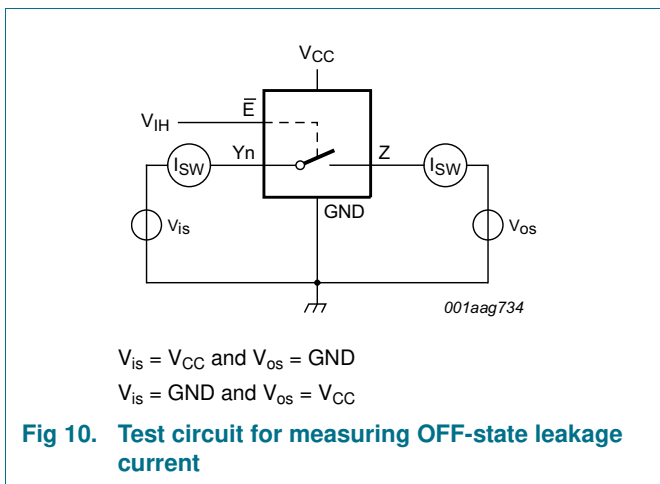 VCC
E̅
VIH
Yn
Z
ISW
ISW
GND
Vis
Vos
001aag734
Vis = VCC and Vos = GND
Vis = GND and Vos = VCC
Fig 10. Test circuit for measuring OFF-state leakage
current